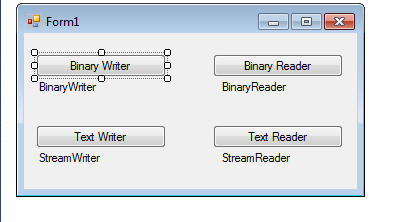 Form1
Binary Writer
Binary Reader
BinaryWriter
BinaryReader
Text Writer
Text Reader
StreamWriter
StreamReader